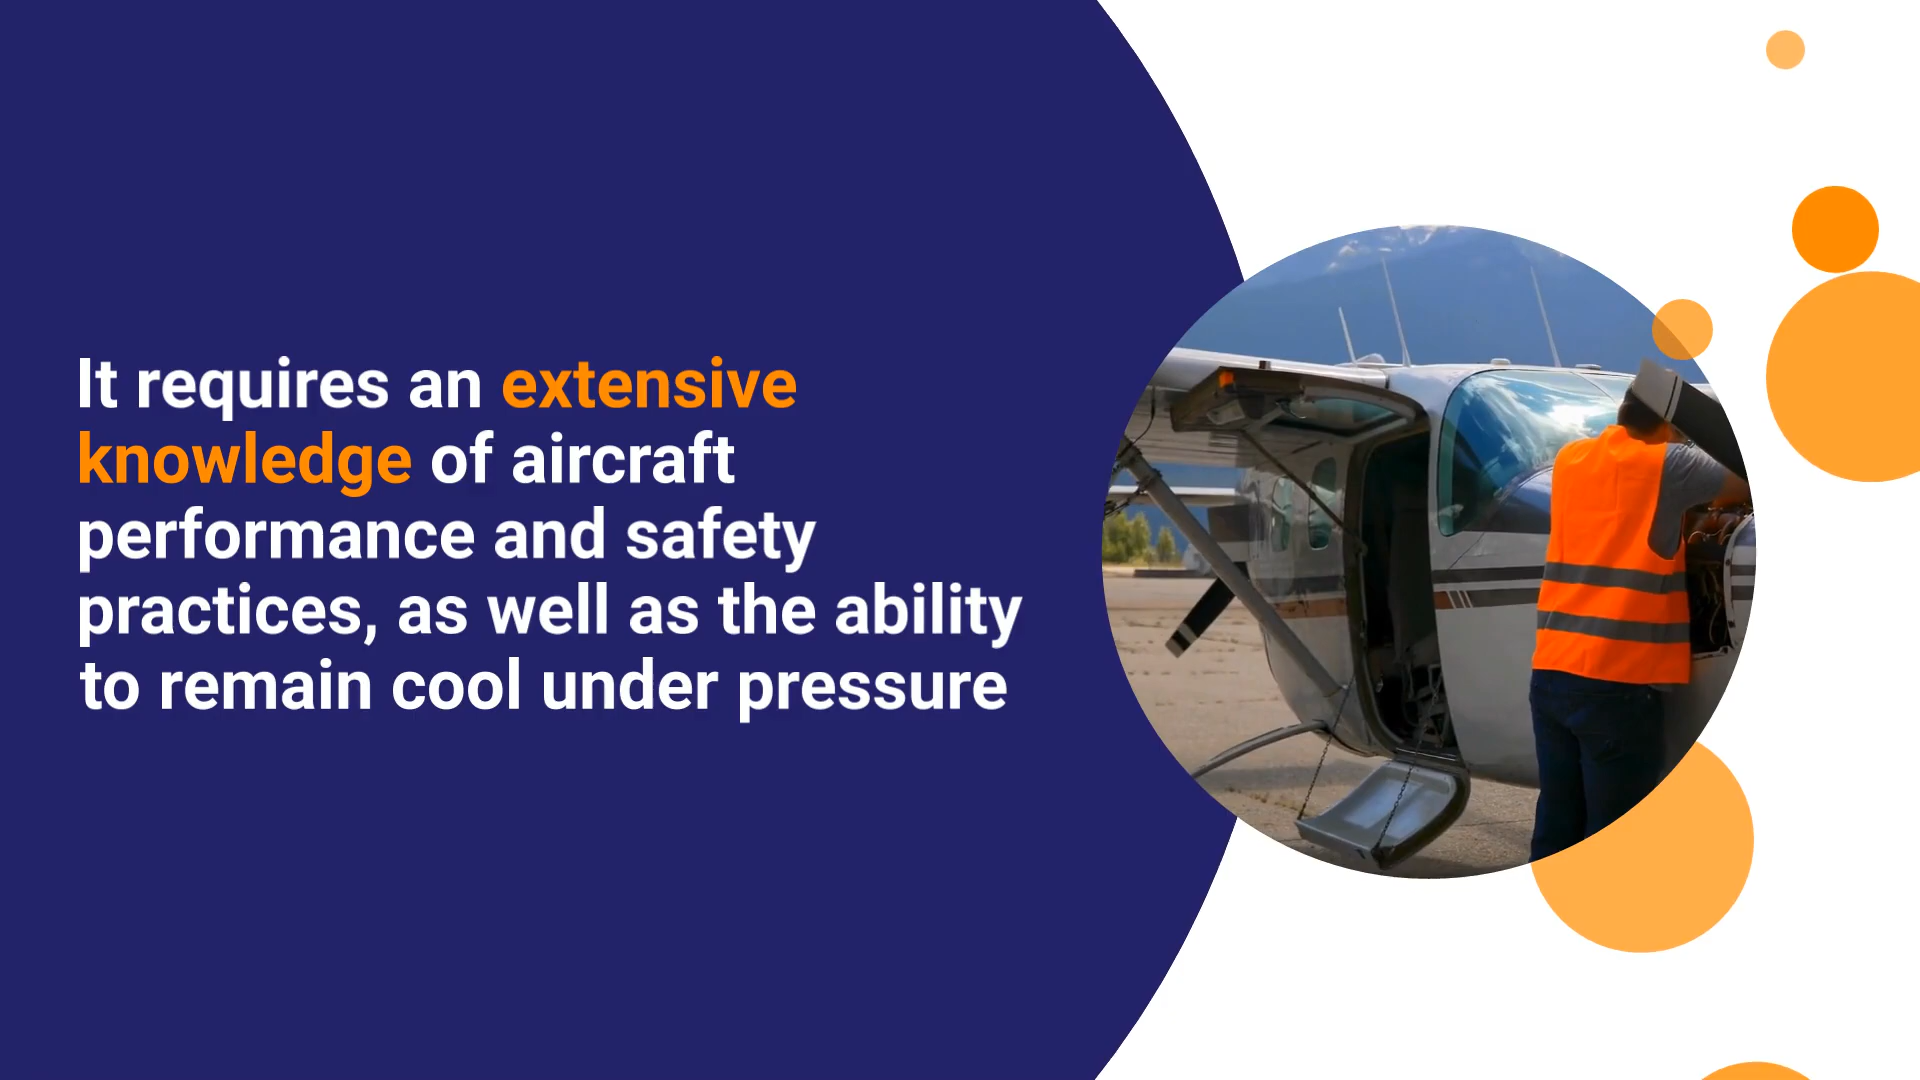 It requires an extensive
knowledge of aircraft
performance and safety
practices, as well as the ability
to remain cool under pressure